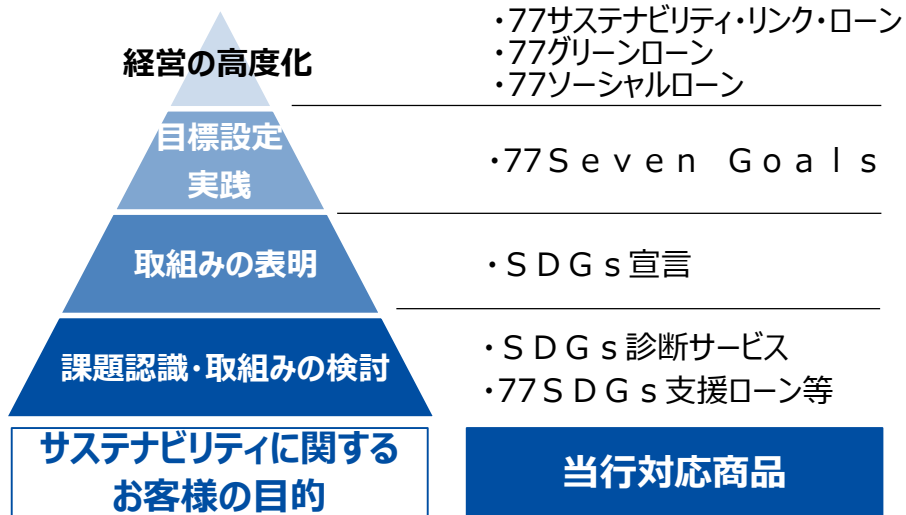 経営の高度化
・77サステナビリティ・リンク・ローン
・77グリーンローン
・77ソーシャルローン
目標設定
実践
・77Ｓｅｖｅｎ　Ｇｏａｌｓ
取組みの表明
・ＳＤＧｓ宣言
課題認識・取組みの検討
・ＳＤＧｓ診断サービス
・77ＳＤＧｓ支援ローン等
サステナビリティに関する
お客様の目的
当行対応商品